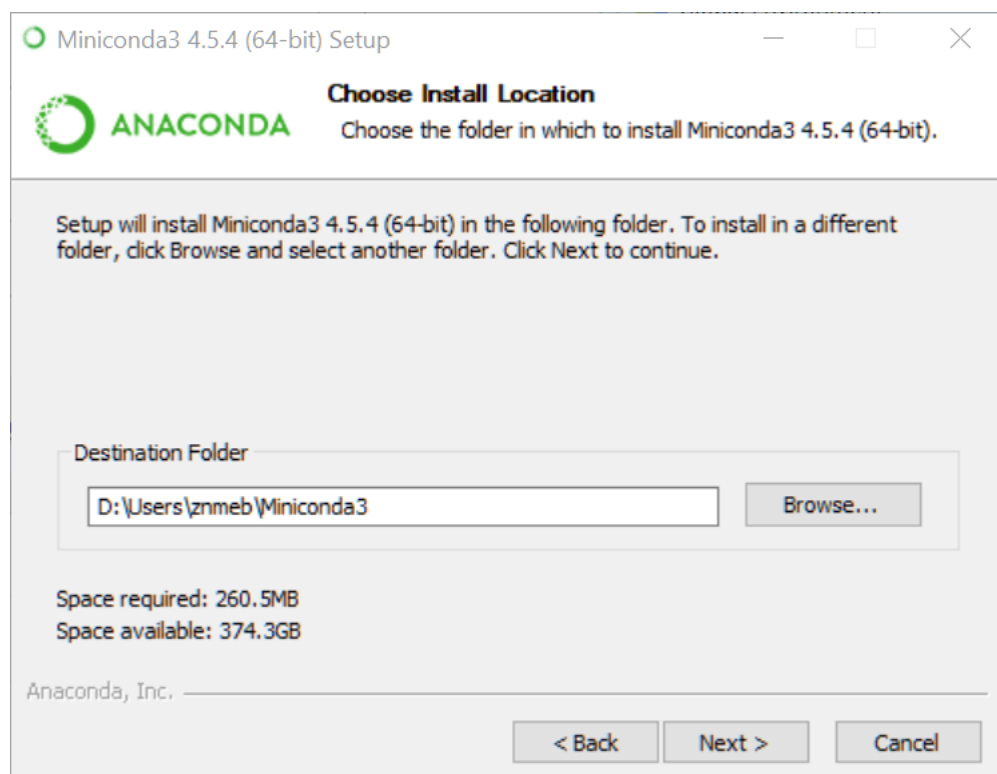 Miniconda3 4.5.4 (64-bit) Setup
ANACONDA
Choose Install Location
Choose the folder in which to install Miniconda3 4.5.4 (64-bit).
Setup will install Miniconda3 4.5.4 (64-bit) in the following folder. To install in a different
folder, click Browse and select another folder. Click Next to continue.
Destination Folder
D:\Users\znmeb\Miniconda3
Browse...
Space required: 260.5MB
Space available: 374.3GB
Anaconda, Inc.
< Back
Next >
Cancel